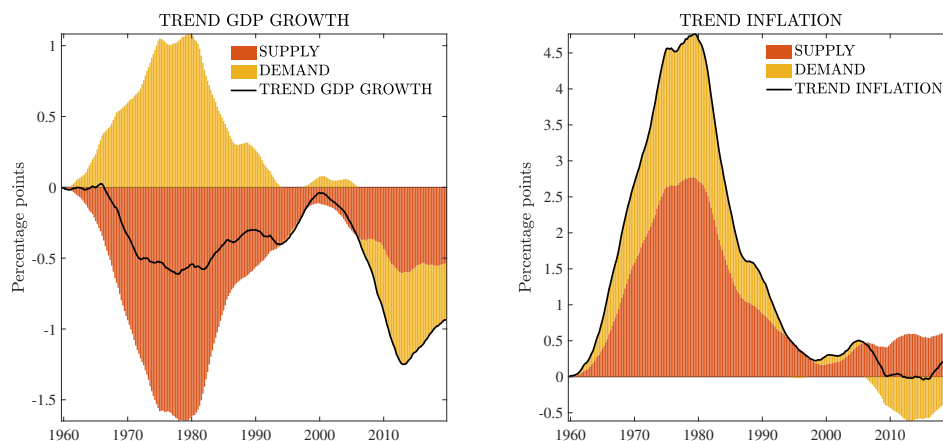 TREND GDP GROWTH
Percentage points
1
0.5
0
-0.5
-1
-1.5
1960 1970 1980 1990 2000 2010
SUPPLY
DEMAND
TREND GDP GROWTH
TREND INFLATION
Percentage points
4.5
4
3.5
3
2.5
2
1.5
1
0.5
0
-0.5
1960 1970 1980 1990 2000 2010
SUPPLY
DEMAND
TREND INFLATION